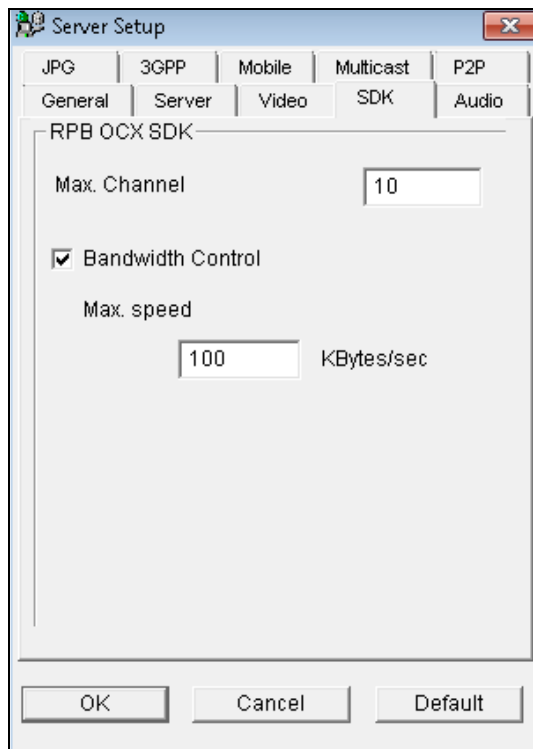 Server Setup
JPG 3GPP Mobile Multicast P2P
General Server Video SDK Audio
RPB OCX SDK
Max. Channel 10
Bandwidth Control
Max. speed
100 KBytes/sec
OK Cancel Default